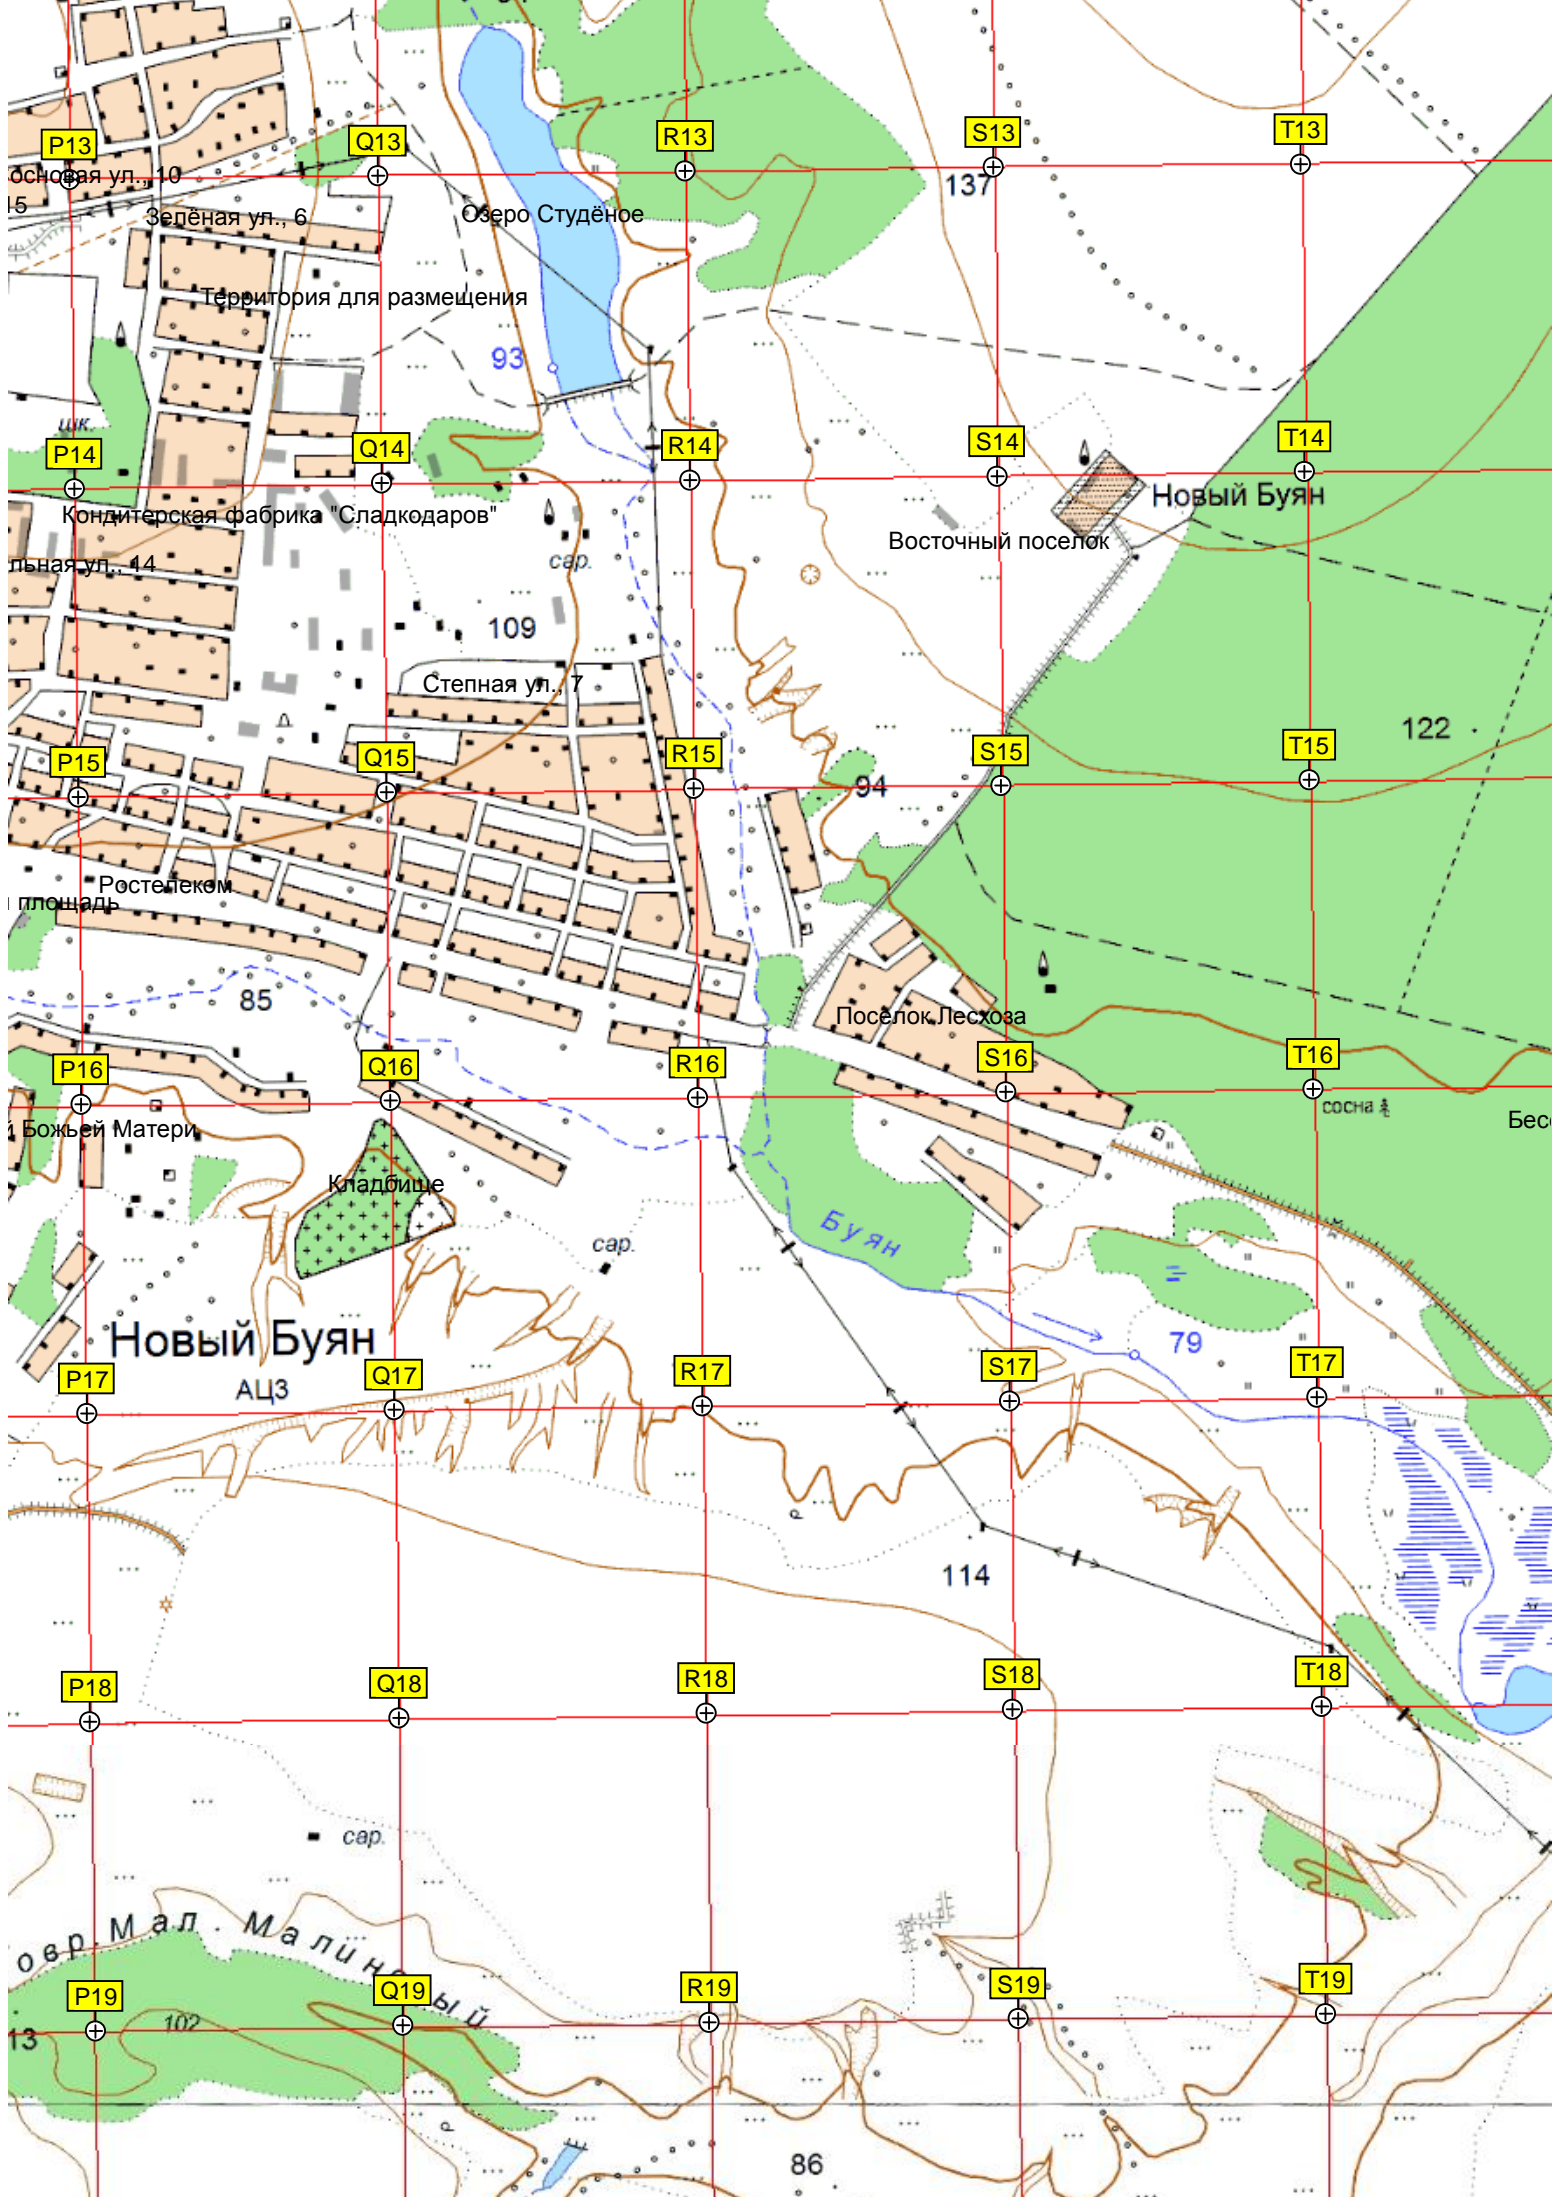 P13
Q13
R13
S13
T13
основая ул., 10
15
137
Зелёная ул., 6
Озеро Студёное
Территория для размещения
93
шк.
P14
Q14
R14
S14
T14
Новый Буян
Кондитерская фабрика "Сладкодаров"
Восточный поселок
льная ул., 14
сар.
109
Степная ул., 7
122
P15
Q15
R15
S15
T15
94
Ростелеком
площадь
85
Поселок Лесхоза
P16
Q16
R16
S16
T16
сосна
й Божьей Матери
Бес
Кладбище
Буян
сар.
Новый Буян
79
АЦЗ
P17
Q17
R17
S17
T17
114
P18
Q18
R18
S18
T18
сар.
овр. Мал. Малиновый
P19
Q19
R19
S19
T19
13
102
86